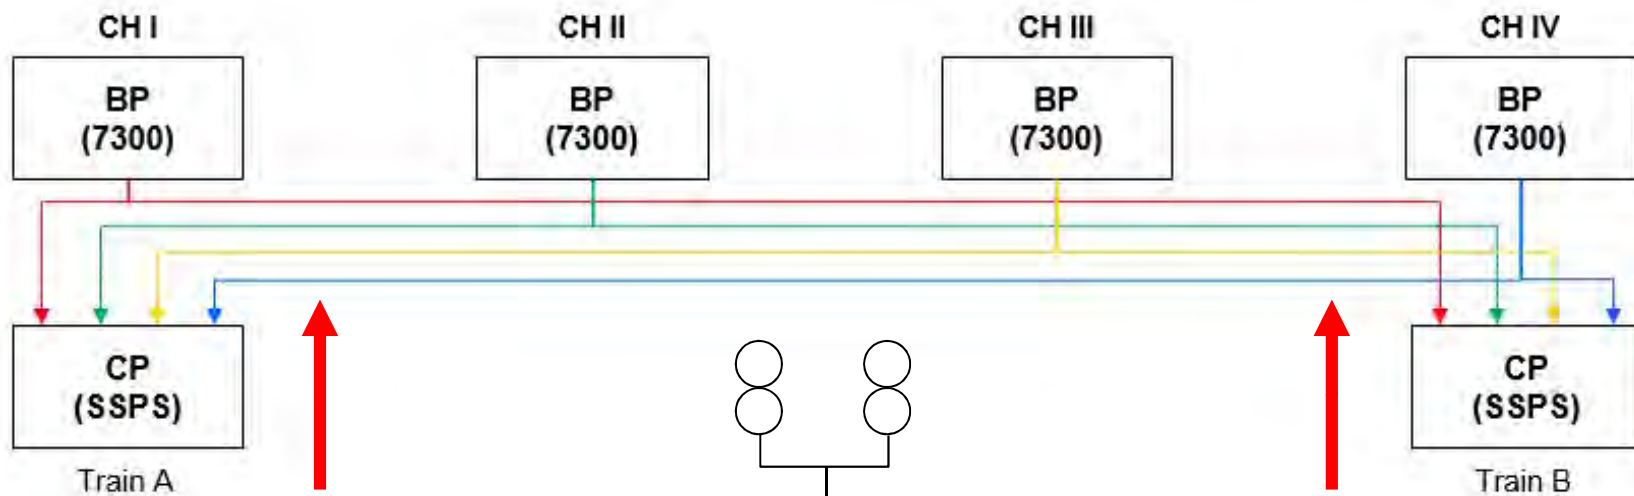 CH I
CH II
CH III
CH IV
BP
(7300)
BP
(7300)
BP
(7300)
BP
(7300)
CP
(SSPS)
CP
(SSPS)
Train A
Train B